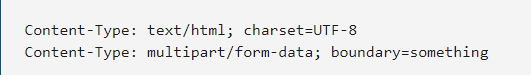 Content-Type: text/html; charset=UTF-8
Content-Type: multipart/form-data; boundary=something